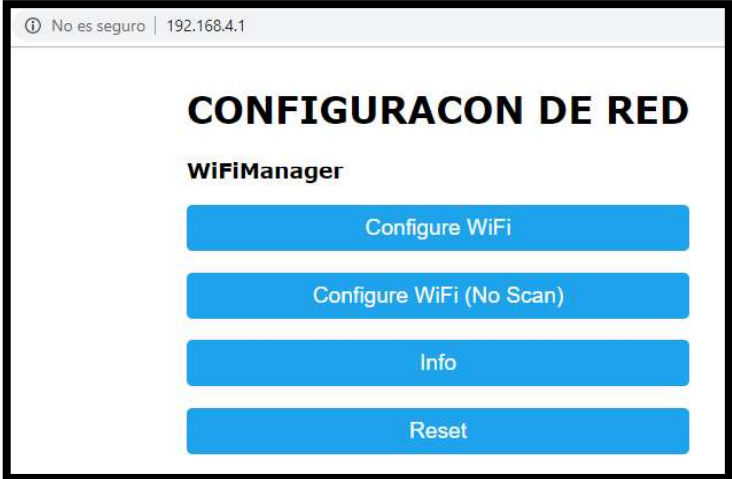 No es seguro | 192.168.4.1
CONFIGURACON DE RED
WiFiManager
Configure WiFi
Configure WiFi (No Scan)
Info
Reset